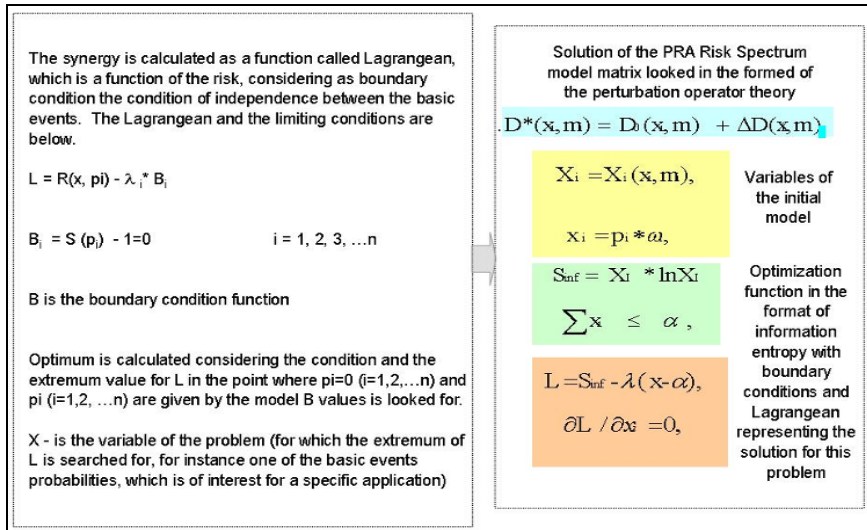 The synergy is calculated as a function called Lagrangean,
which is a function of the risk, considering as boundary
condition the condition of independence between the basic
events. The Lagrangean and the limiting conditions are
below.
L = R(x, pi) - λ i* Bi
Bi = S (pi) - 1=0 i = 1, 2, 3, …n
B is the boundary condition function
Optimum is calculated considering the condition and the
extremum value for L in the point where pi=0 (i=1,2,…n) and
pi (i=1,2, …n) are given by the model B values is looked for.
X - is the variable of the problem (for which the extremum of
L is searched for, for instance one of the basic events
probabilities, which is of interest for a specific application)
Solution of the PRA Risk Spectrum
model matrix looked in the formed of
the perturbation operator theory
.D*(x,m) = D0(x,m) + ΔD(x,m)
Xi =Xi(x,m),
xi =pi*ω,
Variables
of the
initial
model
Sinf = XI *lnXI
∑x ≤ α ,
L =Sinf -λ(x-α),
∂L /∂xi =0,
Optimization
function in the
format of
information
entropy with
boundary
conditions and
Lagrangean
representing the
solution for this
problem